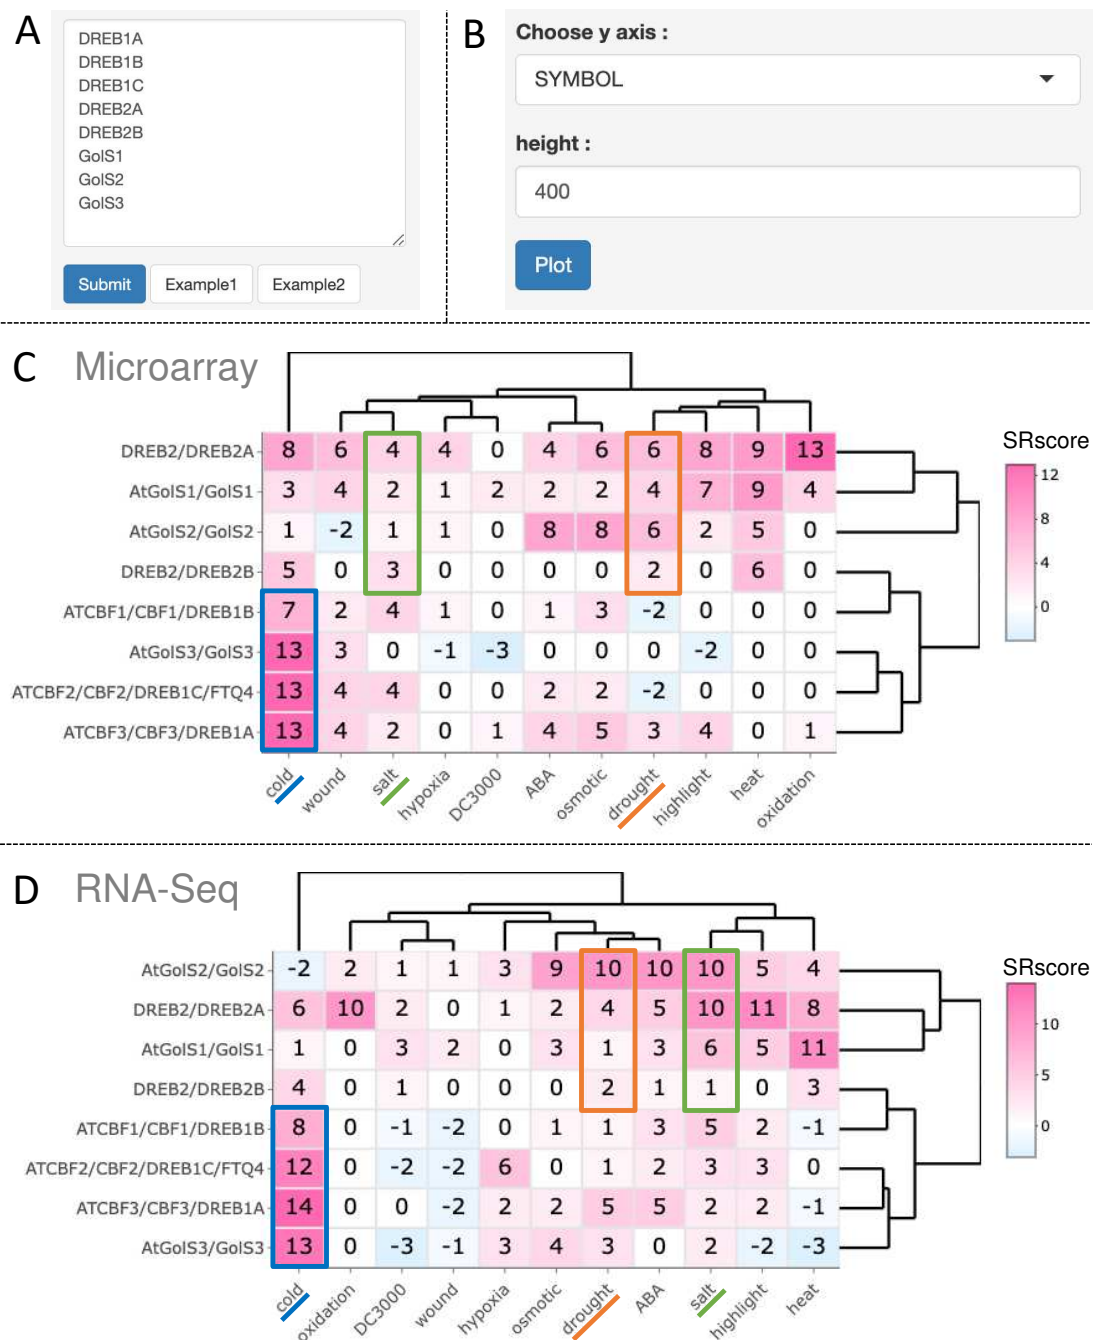 A
DREB1A
DREB1B
DREB1C
DREB2A
DREB2B
GolS1
GolS2
GolS3
Submit Example1 Example2
B
Choose y axis :
SYMBOL
height :
400
Plot
C Microarray
DREB2/DREB2A 8 6 4 4 0 4 6 6 8 9 13
AtGolS1/GolS1 3 4 2 1 2 2 2 4 7 9 4
AtGolS2/GolS2 1 -2 1 1 0 8 8 6 2 5 0
DREB2/DREB2B 5 0 3 0 0 0 0 2 0 6 0
ATCBF1/CBF1/DREB1B 7 2 4 1 0 1 3 -2 0 0 0
AtGolS3/GolS3 13 3 0 -1 -3 0 0 0 -2 0 0
ATCBF2/CBF2/DREB1C/FTQ4 13 4 4 0 0 2 2 -2 0 0 0
ATCBF3/CBF3/DREB1A 13 4 2 0 1 4 5 3 4 0 1
cold wound salt hypoxia DC3000 ABA osmotic drought highlight heat oxidation
SRscore
12
8
4
0
D RNA-Seq
AtGolS2/GolS2 -2 2 1 1 3 9 10 10 10 5 4
DREB2/DREB2A 6 10 2 0 1 2 4 5 10 11 8
AtGolS1/GolS1 1 0 3 2 0 3 1 3 6 5 11
DREB2/DREB2B 4 0 1 0 0 0 2 1 1 0 3
ATCBF1/CBF1/DREB1B 8 0 -1 -2 0 1 1 3 5 2 -1
ATCBF2/CBF2/DREB1C/FTQ4 12 0 -2 -2 6 0 1 2 3 3 0
ATCBF3/CBF3/DREB1A 14 0 0 -2 2 2 5 5 2 2 -1
AtGolS3/GolS3 13 0 -3 -1 3 4 3 0 2 -2 -3
cold oxidation DC3000 wound hypoxia osmotic drought ABA salt highlight heat
SRscore
10
5
0